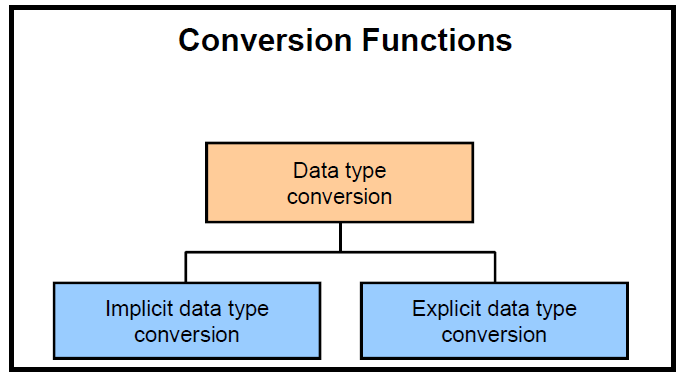 Conversion Functions
Data type
conversion
Implicit data type
conversion
Explicit data type
conversion